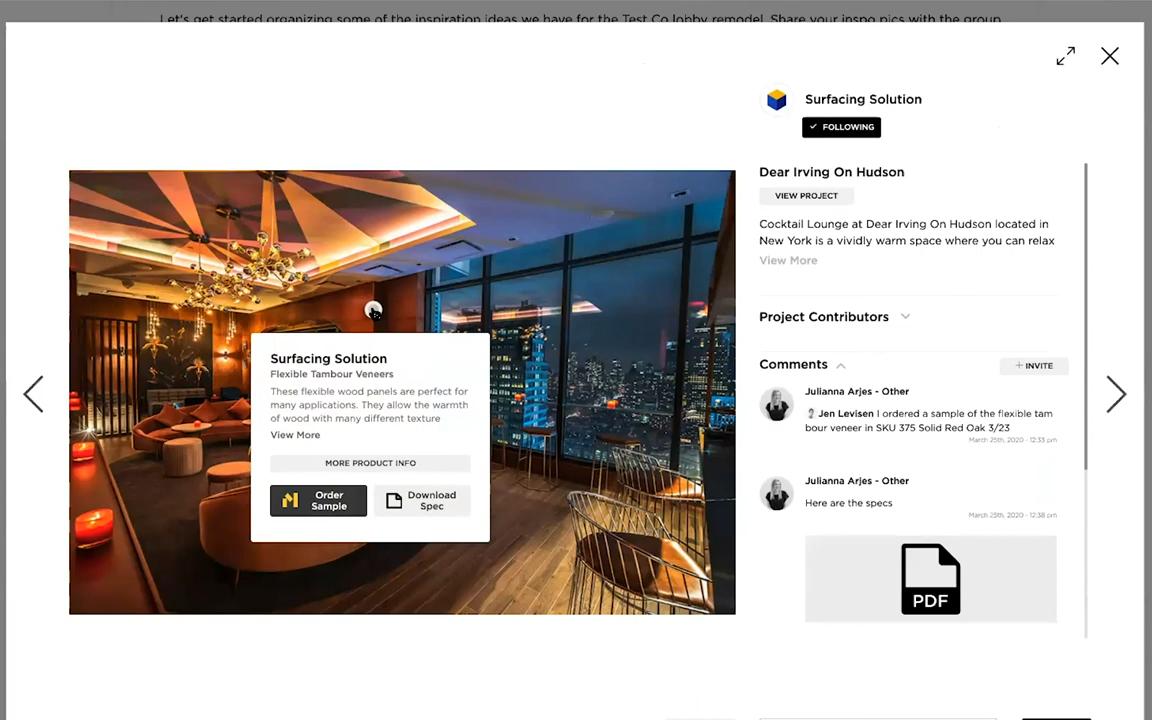 Let's get started organizing some of the inspiration ideas we have for the Test Co lobby remodel. Share your inspo pics with the group.
Surfacing Solution
FOLLOWING
Dear Irving On Hudson
VIEW PROJECT
Cocktail Lounge at Dear Irving On Hudson located in
New York is a vividly warm space where you can relax
View More
Project Contributors
Comments
+ INVITE
Julianna Arjes - Other
Jen Levisen I ordered a sample of the flexible tam
bour veneer in SKU 375 Solid Red Oak 3/23
March 25th, 2020 - 12:33 pm
Julianna Arjes - Other
Here are the specs
March 25th, 2020 - 12:38 pm
PDF
Surfacing Solution
Flexible Tambour Veneers
These flexible wood panels are perfect for
many applications. They allow the warmth
of wood with many different texture
View More
MORE PRODUCT INFO
Order
Sample
Download
Spec